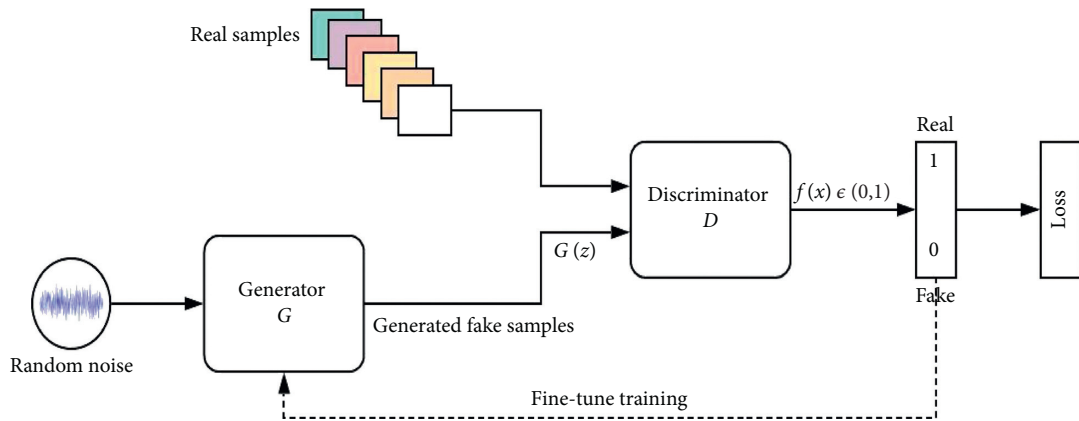 Real samples
Real
1
Discriminator
D
f (x) ϵ (0,1)
Loss
0
G (z)
Fake
Generator
G
Generated fake samples
Random noise
Fine-tune training